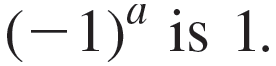 (−1)^a is 1.